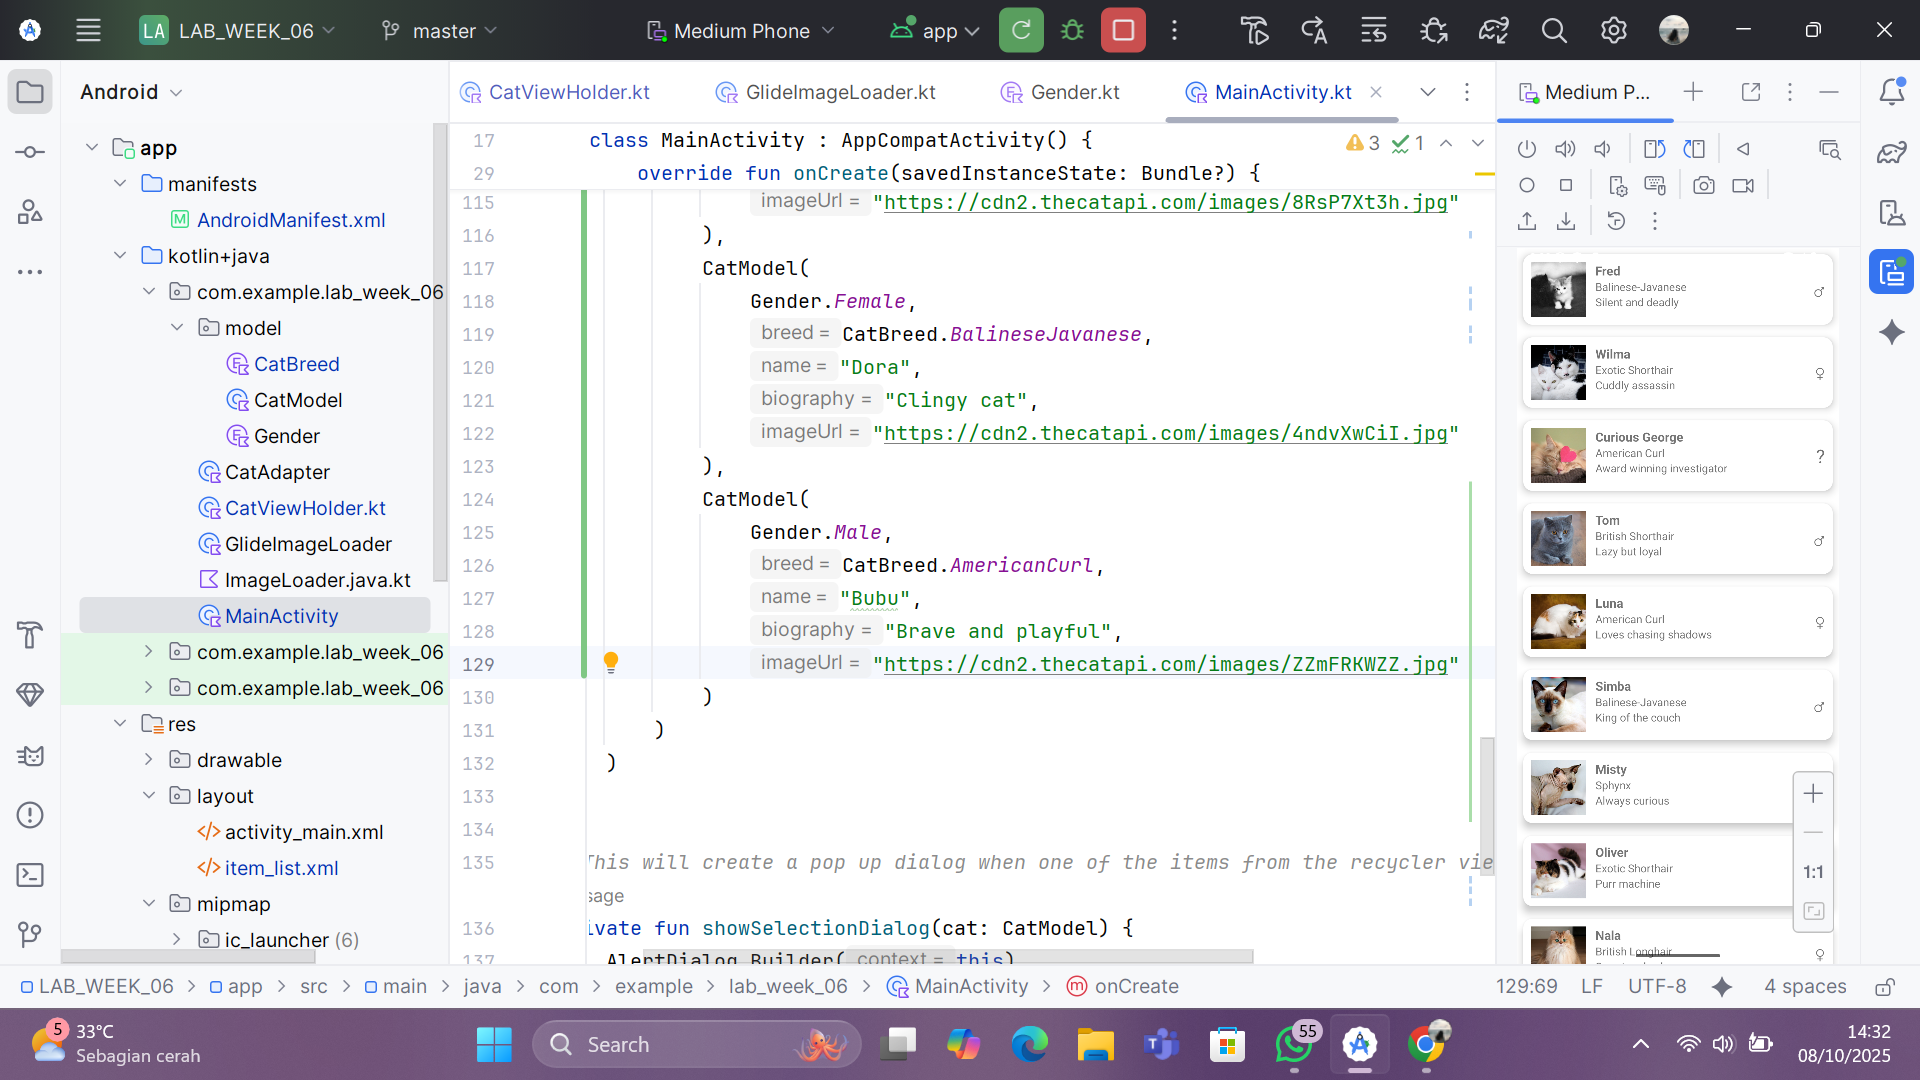 LA LAB_WEEK_06
master
Medium Phone
app
Android
CatViewHolder.kt
GlideImageLoader.kt
Gender.kt
MainActivity.kt
Medium P...
app
manifests
AndroidManifest.xml
kotlin+java
com.example.lab_week_06
model
CatBreed
CatModel
Gender
CatAdapter
CatViewHolder.kt
GlideImageLoader
ImageLoader.java.kt
MainActivity
com.example.lab_week_06
com.example.lab_week_06
res
drawable
layout
activity_main.xml
item_list.xml
mipmap
ic_launcher (6)
3 1
17 class MainActivity : AppCompatActivity() {
29 override fun onCreate(savedInstanceState: Bundle?) {
115 imageUrl = "https://cdn2.thecatapi.com/images/8RsP7Xt3h.jpg"
116 ),
117 CatModel(
118 Gender.Female,
119 breed = CatBreed.BalineseJavanese,
120 name = "Dora",
121 biography = "Clingy cat",
122 imageUrl = "https://cdn2.thecatapi.com/images/4ndvXwCiI.jpg"
123 ),
124 CatModel(
125 Gender.Male,
126 breed = CatBreed.AmericanCurl,
127 name = "Bubu",
128 biography = "Brave and playful",
129 imageUrl = "https://cdn2.thecatapi.com/images/ZZmFRKWZZ.jpg"
130 )
131 )
132 )
133
134
135 This will create a pop up dialog when one of the items from the recycler vie
sage
136 ivate fun showSelectionDialog(cat: CatModel) {
137 AlertDialog.Builder( context = this)
Fred
Balinese-Javanese
Silent and deadly
♂
Wilma
Exotic Shorthair
Cuddly assassin
♀
Curious George
American Curl
Award winning investigator
?
Tom
British Shorthair
Lazy but loyal
♂
Luna
American Curl
Loves chasing shadows
♀
Simba
Balinese-Javanese
King of the couch
♂
Misty
Sphynx
Always curious
Oliver
Exotic Shorthair
Purr machine
Nala
British Longhair
♀
1:1
LAB_WEEK_06 > app > src > main > java > com > example > lab_week_06 > MainActivity > onCreate
129:69 LF UTF-8 4 spaces
5
33°C
Sebagian cerah
Search
55
14:32
08/10/2025